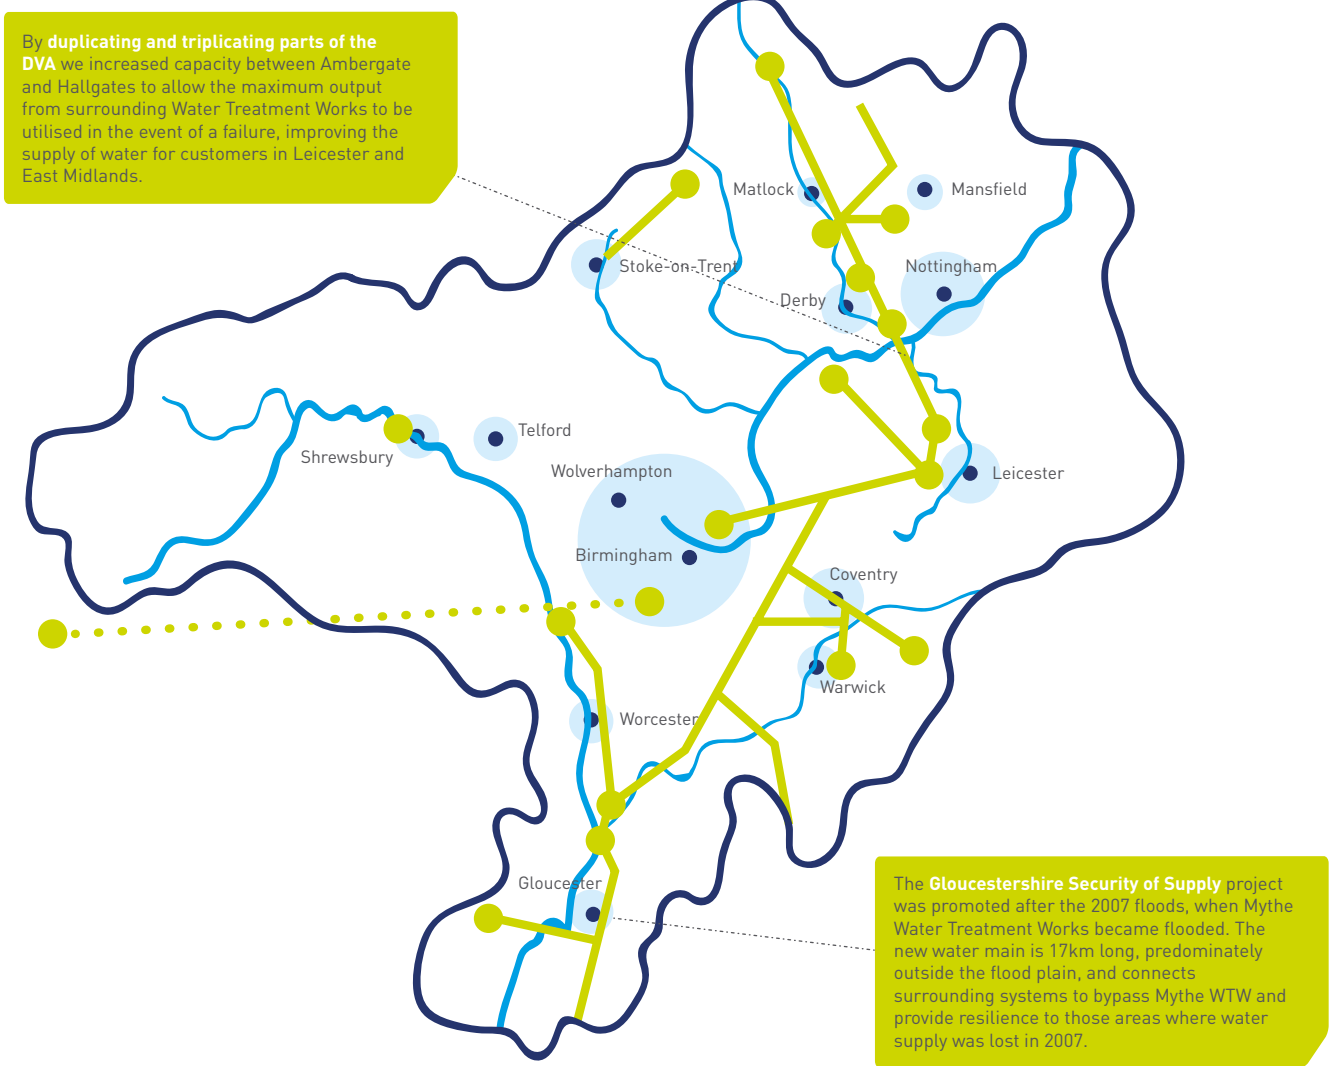 By duplicating and triplicating parts of the
DVA we increased capacity between Ambergate
and Hallgates to allow the maximum output
from surrounding Water Treatment Works to be
utilised in the event of a failure, improving the
supply of water for customers in Leicester and
East Midlands.
Matlock
Mansfield
Stoke-on-Trent
Nottingham
Derby
Telford
Shrewsbury
Wolverhampton
Leicester
Birmingham
Coventry
Warwick
Worcester
Gloucester
The Gloucestershire Security of Supply project
was promoted after the 2007 floods, when Mythe
Water Treatment Works became flooded. The
new water main is 17km long, predominately
outside the flood plain, and connects
surrounding systems to bypass Mythe WTW and
provide resilience to those areas where water
supply was lost in 2007.